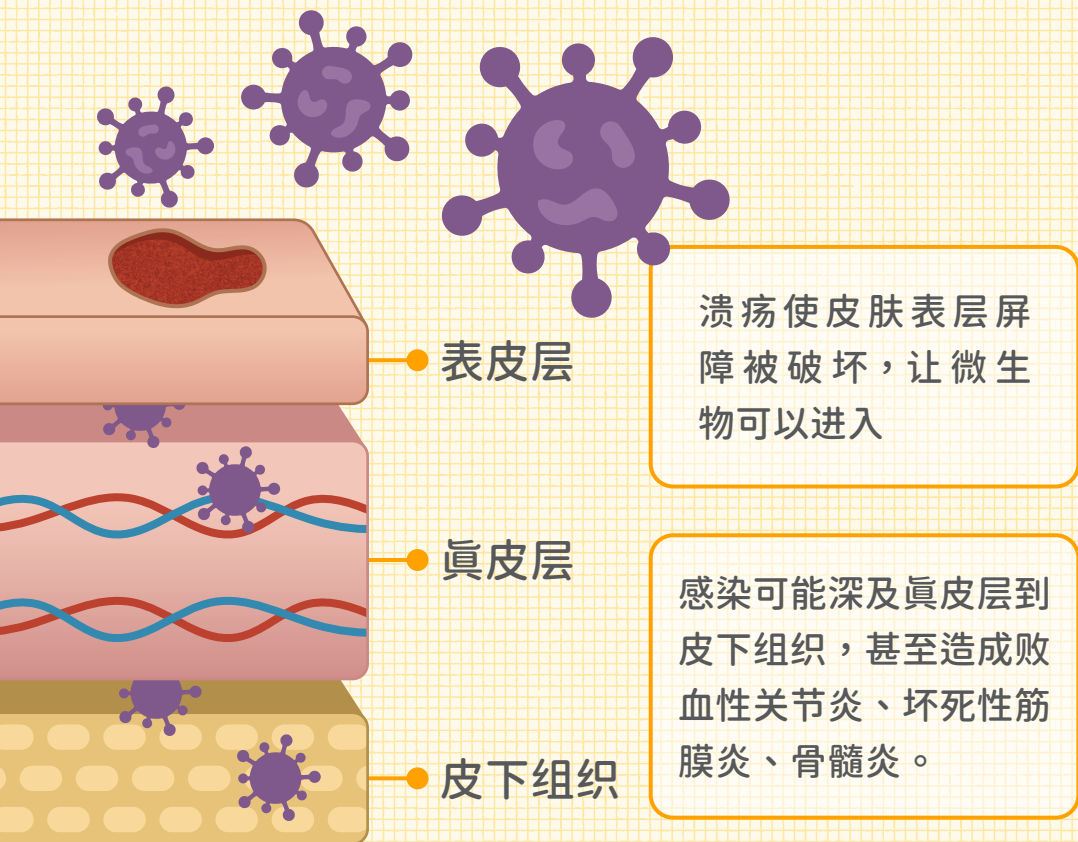 溃疡使皮肤表层屏
障被破坏，让微生
物可以进入
表皮层
真皮层
感染可能深及真皮层到
皮下组织，甚至造成败
血性关节炎、坏死性筋
膜炎、骨髓炎。
皮下组织